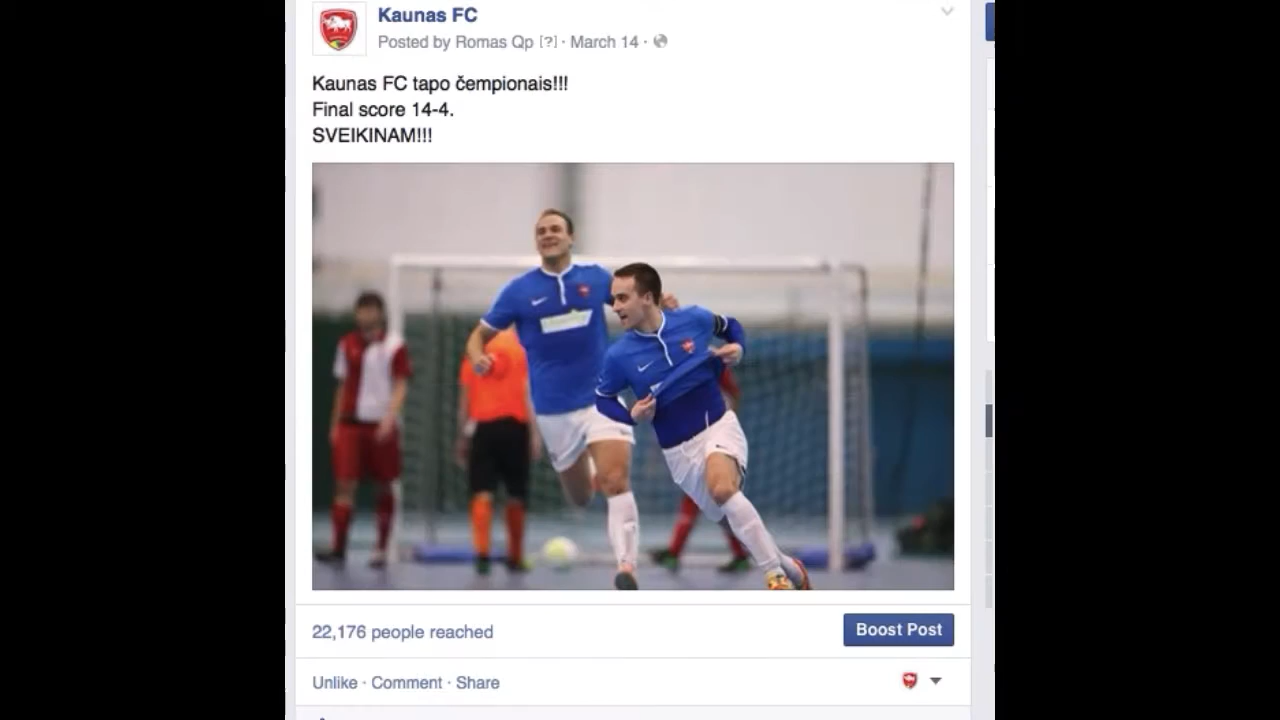 Kaunas FC
Posted by Romas Qp [?] · March 14 ·
Kaunas FC tapo čempionais!!!
Final score 14-4.
SVEIKINAM!!!
22,176 people reached
Boost Post
Unlike · Comment · Share